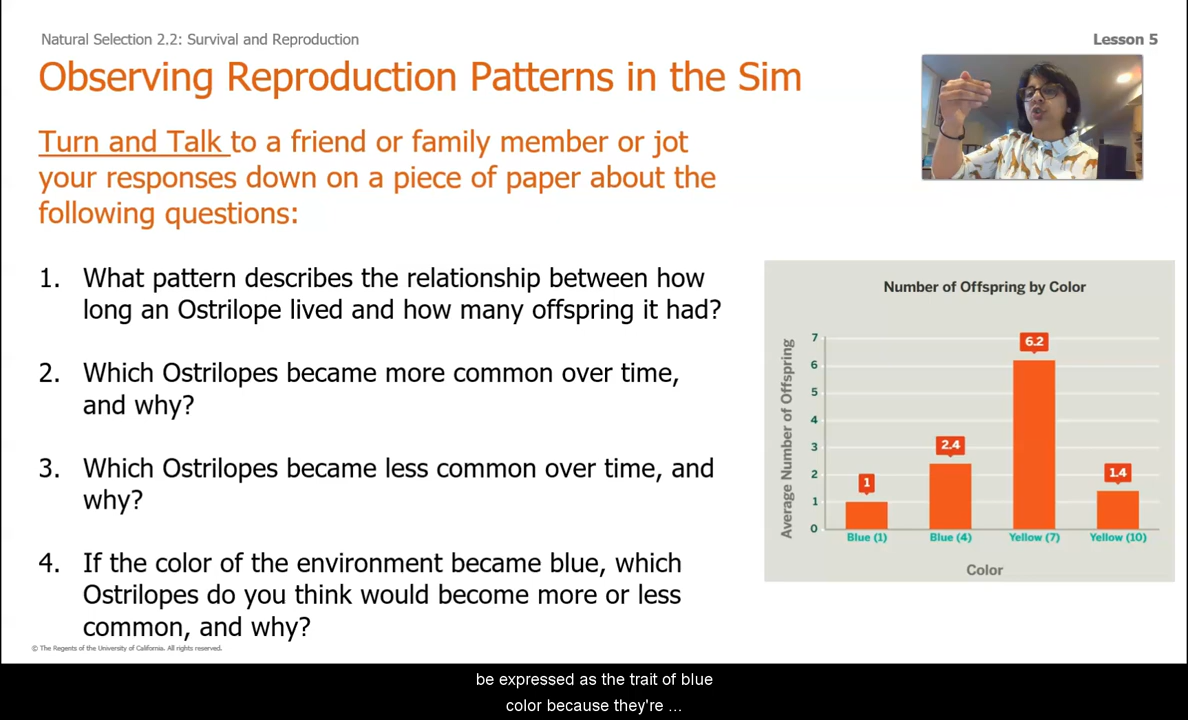 Natural Selection 2.2: Survival and Reproduction
Lesson 5
Observing Reproduction Patterns in the Sim
Turn and Talk to a friend or family member or jot
your responses down on a piece of paper about the
following questions:
1. What pattern describes the relationship between how
long an Ostrilope lived and how many offspring it had?
2. Which Ostrilopes became more common over time,
and why?
3. Which Ostrilopes became less common over time, and
why?
4. If the color of the environment became blue, which
Ostrilopes do you think would become more or less
common, and why?
Number of Offspring by Color
Average Number of Offspring
7
6
5
4
3
2
1
0
1
2.4
6.2
1.4
Blue (1)
Blue (4)
Yellow (7)
Yellow (10)
Color
© The Regents of the University of California. All rights reserved.
be expressed as the trait of blue
color because they're ...